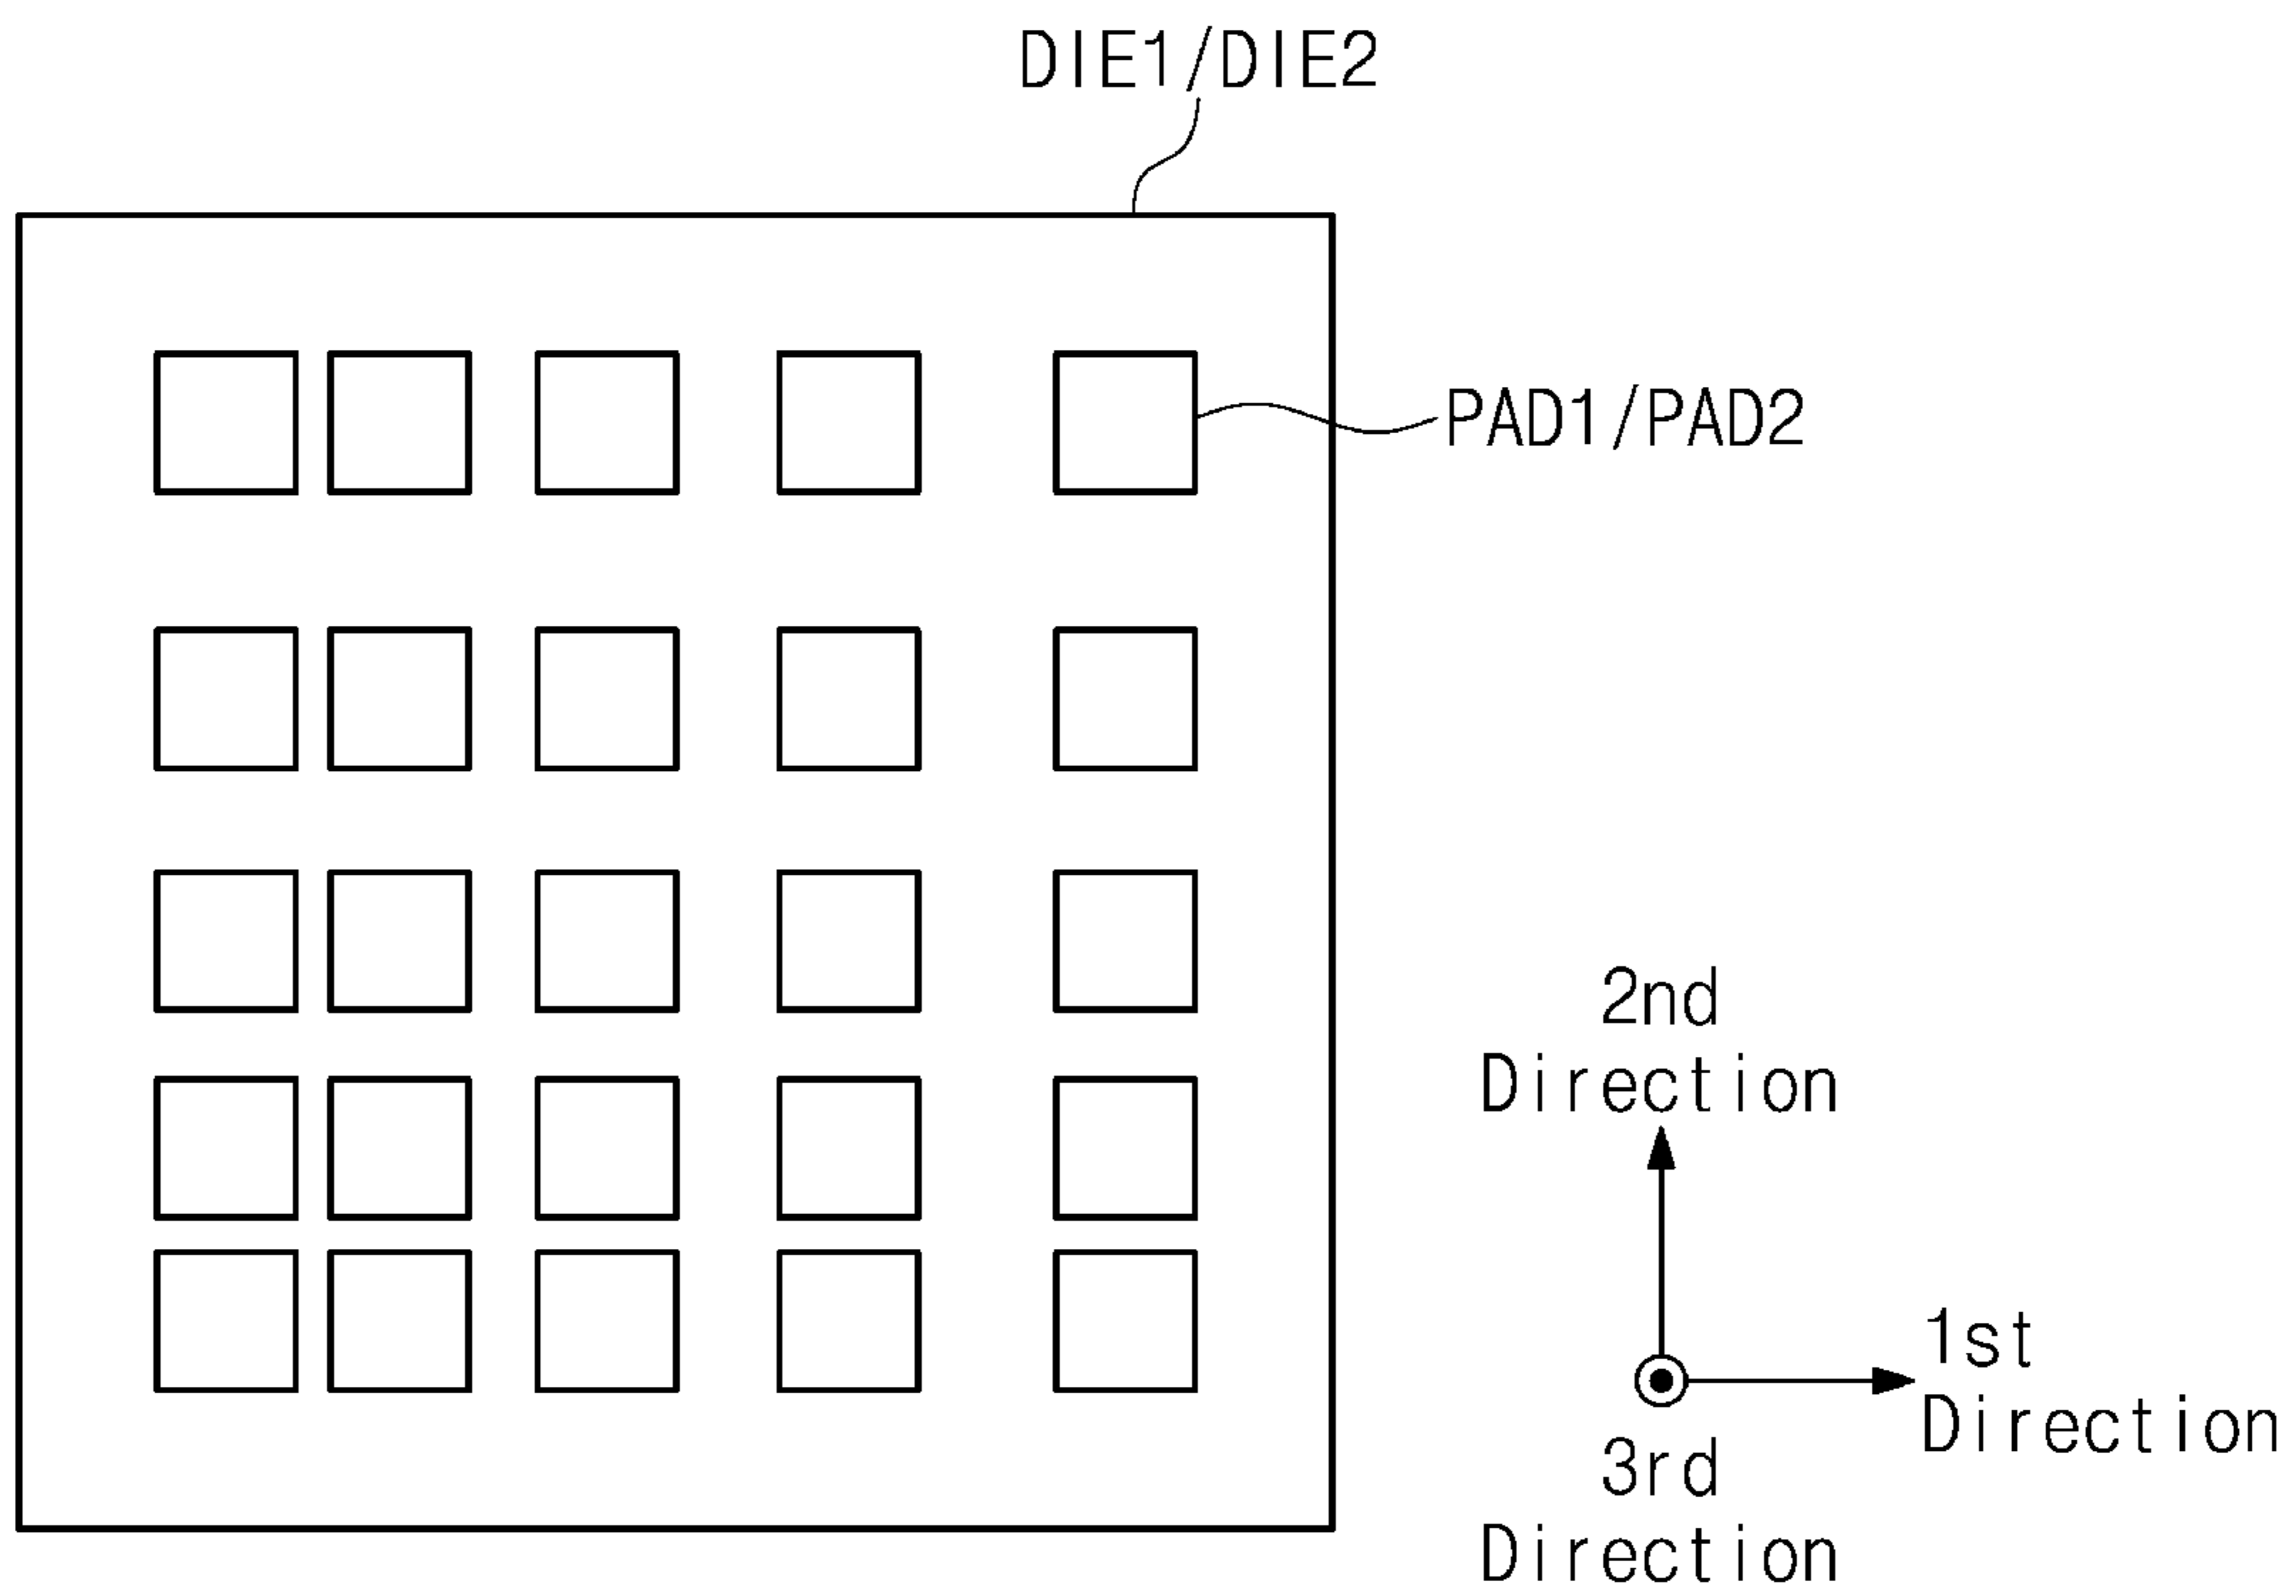 DIE1/DIE2
PAD1/PAD2
2nd
Direction
1st
Direction
3rd
Direction